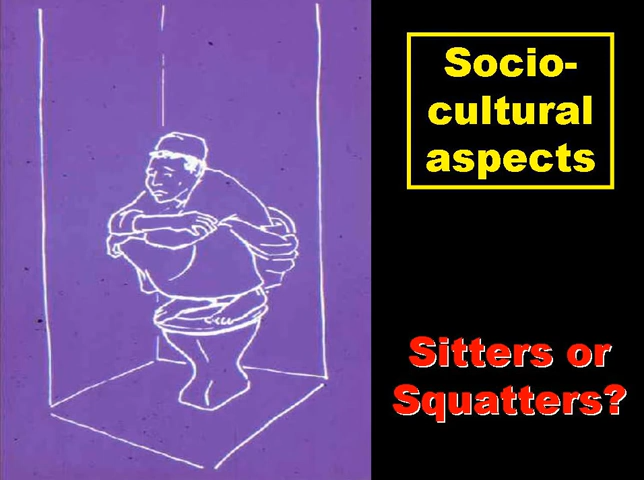 Socio-
cultural
aspects
Sitters or
Squatters?